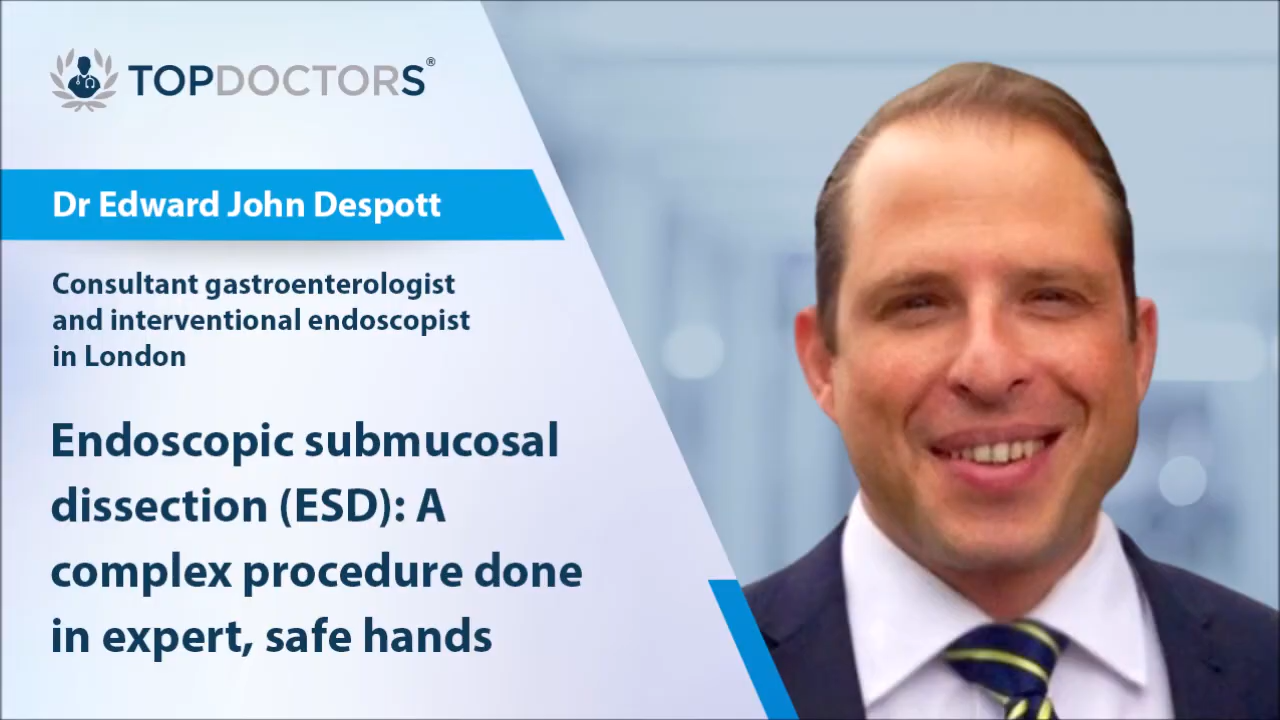 TOPDOCTORS®
Dr Edward John Despott
Consultant gastroenterologist
and interventional endoscopist
in London
Endoscopic submucosal
dissection (ESD): A
complex procedure done
in expert, safe hands